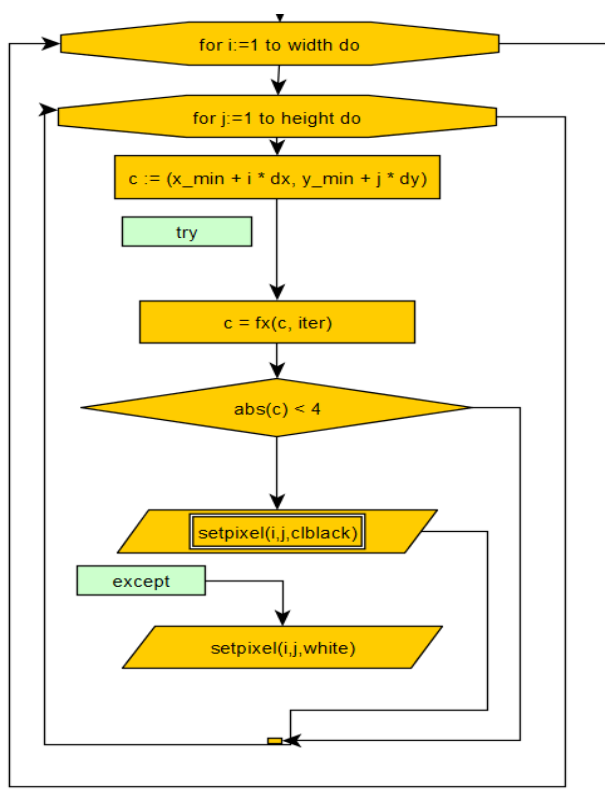 for i:=1 to width do
for j:=1 to height do
c := (x_min + i * dx, y_min + j * dy)
try
c = fx(c, iter)
abs(c) < 4
setpixel(i,j,clblack)
except
setpixel(i,j,white)